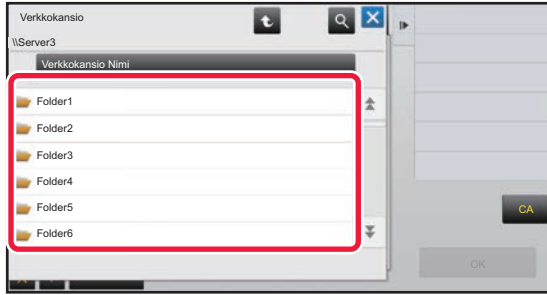 Verkkokansio
\\Server3
Verkkokansio Nimi
Folder1
Folder2
Folder3
Folder4
Folder5
Folder6
CA
OK